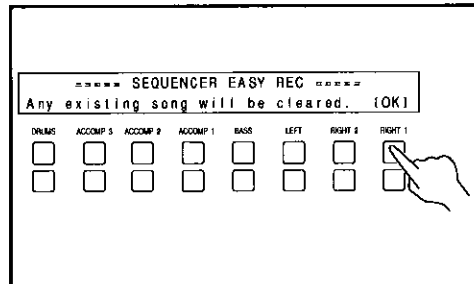 ===== SEQUENCER EASY REC =====
Any existing song will be cleared. [OK]
DRUMS ACCOMP 3 ACCOMP 2 ACCOMP 1 BASS LEFT RIGHT 2 RIGHT 1